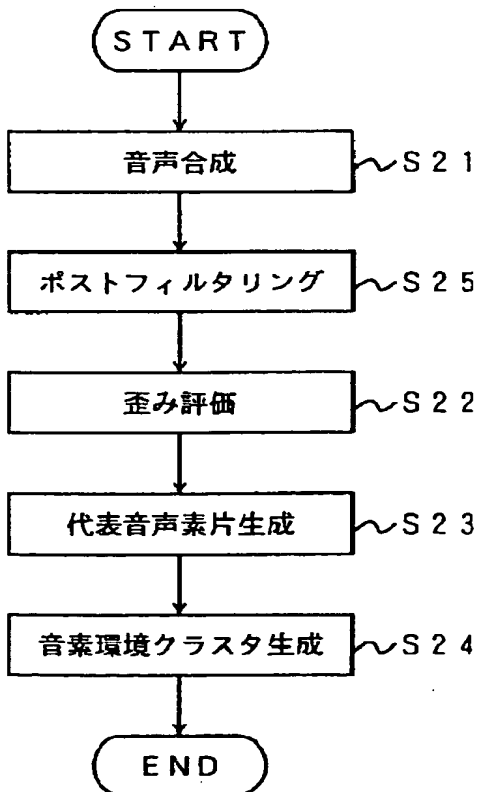 START
音声合成 S21
ポストフィルタリング S25
歪み評価 S22
代表音声素片生成 S23
音素環境クラスタ生成 S24
END